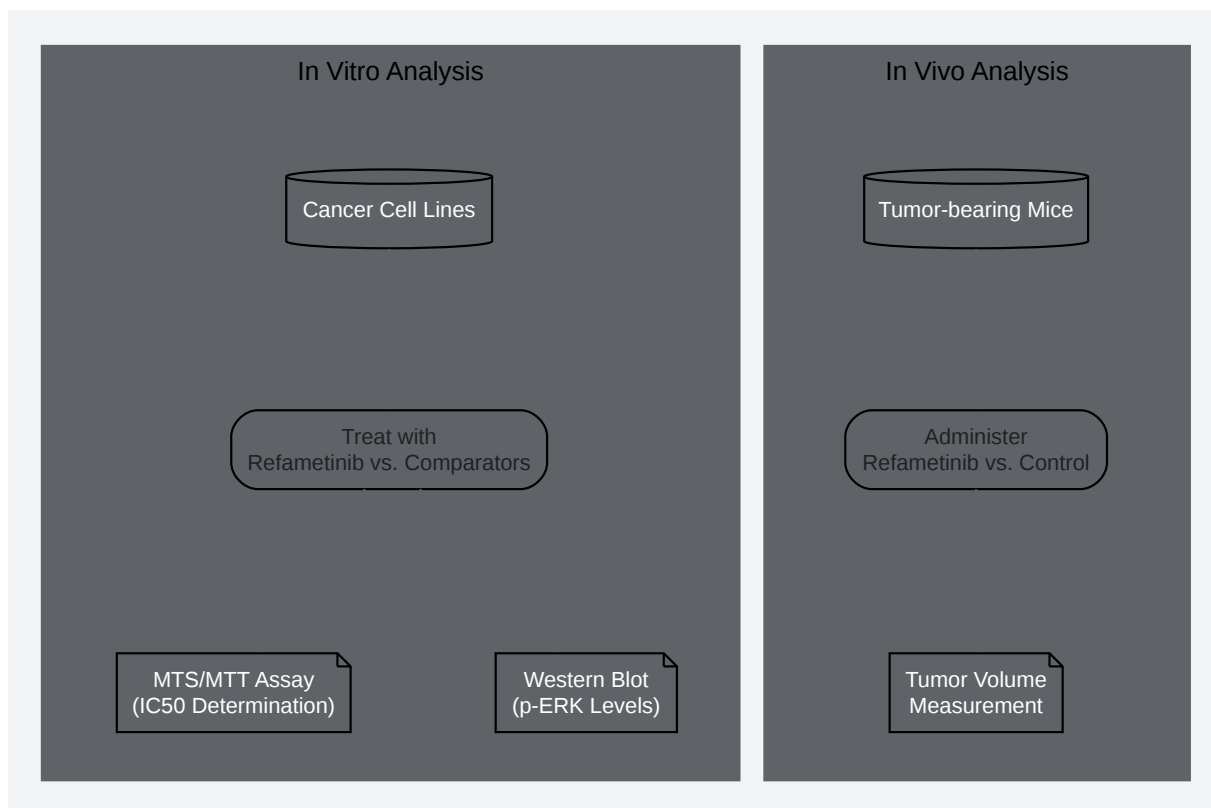 In Vitro Analysis
Cancer Cell Lines
Treat with
Refametinib vs. Comparators
MTS/MTT Assay
(IC50 Determination)
Western Blot
(p-ERK Levels)
In Vivo Analysis
Tumor-bearing Mice
Administer
Refametinib vs. Control
Tumor Volume
Measurement